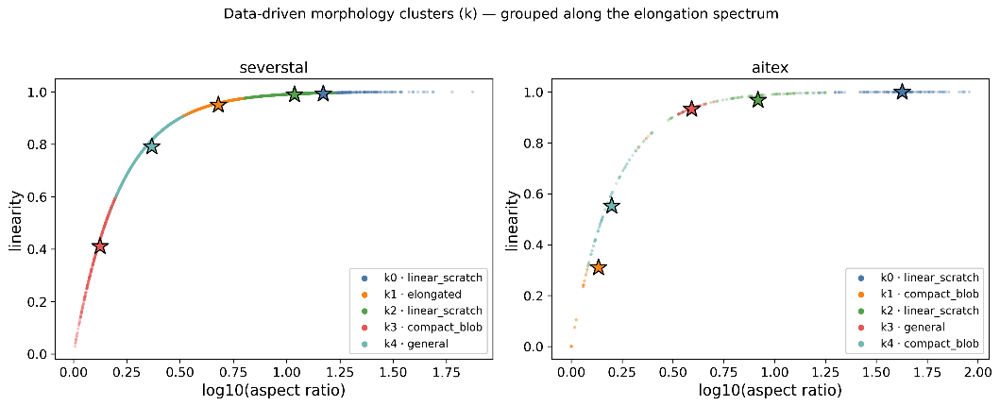 Data-driven morphology clusters (k) — grouped along the elongation spectrum
severstal
linearity
1.0
0.8
0.6
0.4
0.2
0.0
k0 · linear_scratch
k1 · elongated
k2 · linear_scratch
k3 · compact_blob
k4 · general
0.00 0.25 0.50 0.75 1.00 1.25 1.50 1.75
log10(aspect ratio)
aitex
linearity
1.0
0.8
0.6
0.4
0.2
0.0
k0 · linear_scratch
k1 · compact_blob
k2 · linear_scratch
k3 · general
k4 · compact_blob
0.00 0.25 0.50 0.75 1.00 1.25 1.50 1.75 2.00
log10(aspect ratio)